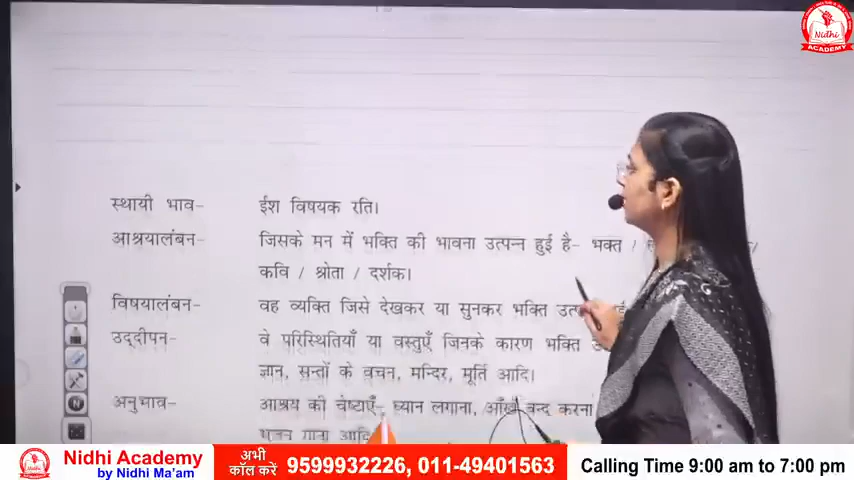 Nidhi
ACADEMY
स्थायी भाव- ईश विषयक रति।
आश्रयालंबन- जिसके मन में भक्ति की भावना उत्पन्न हुई है- भक्त /
कवि / श्रोता / दर्शक।
विषयालंबन- वह व्यक्ति जिसे देखकर या सुनकर भक्ति
उद्दीपन- वे परिस्थितियाँ या वस्तुएँ जिनके कारण भक्ति
ज्ञान, सन्तों के वचन, मन्दिर, मूर्ति आदि।
अनुभाव- आश्रय की चेष्टाएँ- ध्यान लगाना, आँखें बन्द करना
भजन गाना आदि
Nidhi Academy
by Nidhi Ma'am
अभी
कॉल करें
9599932226, 011-49401563
Calling Time 9:00 am to 7:00 pm